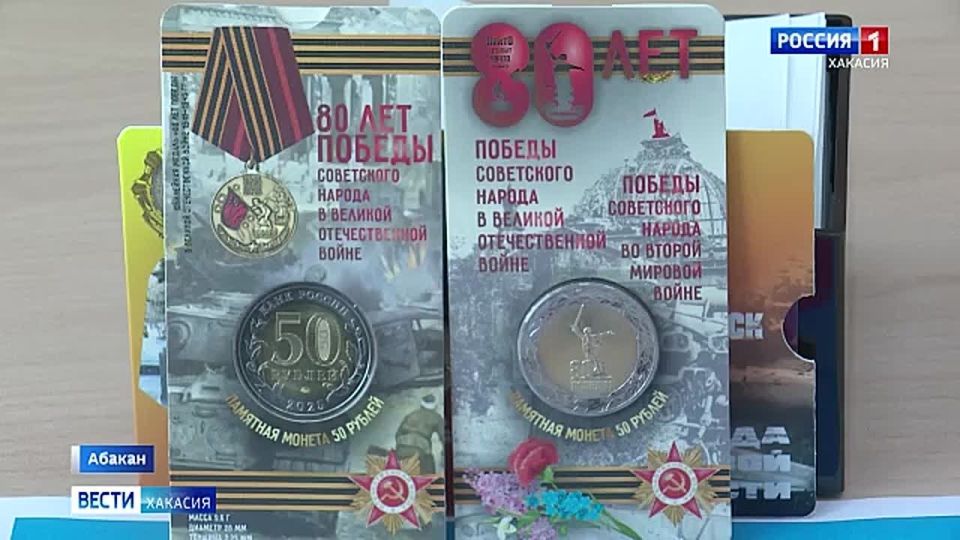 РОССИЯ 1
ХАКАСИЯ
80 ЛЕТ
ПОБЕДЫ
СОВЕТСКОГО
НАРОДА
В ВЕЛИКОЙ
ОТЕЧЕСТВЕННОЙ
ВОЙНЕ
БАНК РОССИИ
50
РУБЛЕЙ
ПАМЯТНАЯ МОНЕТА 50 РУБЛЕЙ
МАССА
ДИАМЕТР
80 ЛЕТ
ПОБЕДЫ
СОВЕТСКОГО
НАРОДА
В ВЕЛИКОЙ
ОТЕЧЕСТВЕННОЙ
ВОЙНЕ
ПОБЕДЫ
СОВЕТСКОГО
НАРОДА
ВО ВТОРОЙ
МИРОВОЙ
ВОЙНЕ
ПАМЯТНАЯ МОНЕТА 50 РУБЛЕЙ
Абакан
ВЕСТИ ХАКАСИЯ